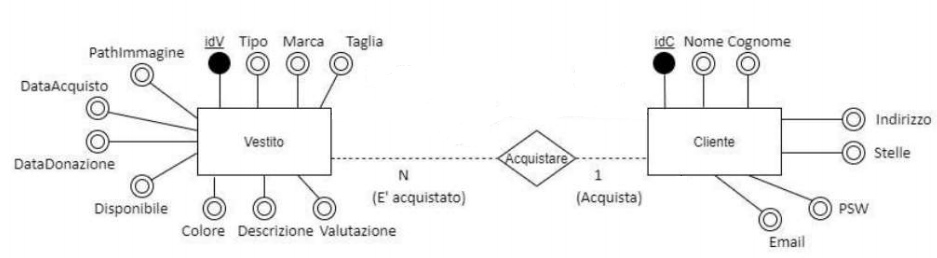 idV Tipo Marca Taglia
PathImmagine
DataAcquisto
DataDonazione
Disponibile
Vestito
Colore Descrizione Valutazione
N
(E' acquistato)
Acquistare
1
(Acquista)
idC Nome Cognome
Cliente
Indirizzo
Stelle
PSW
Email